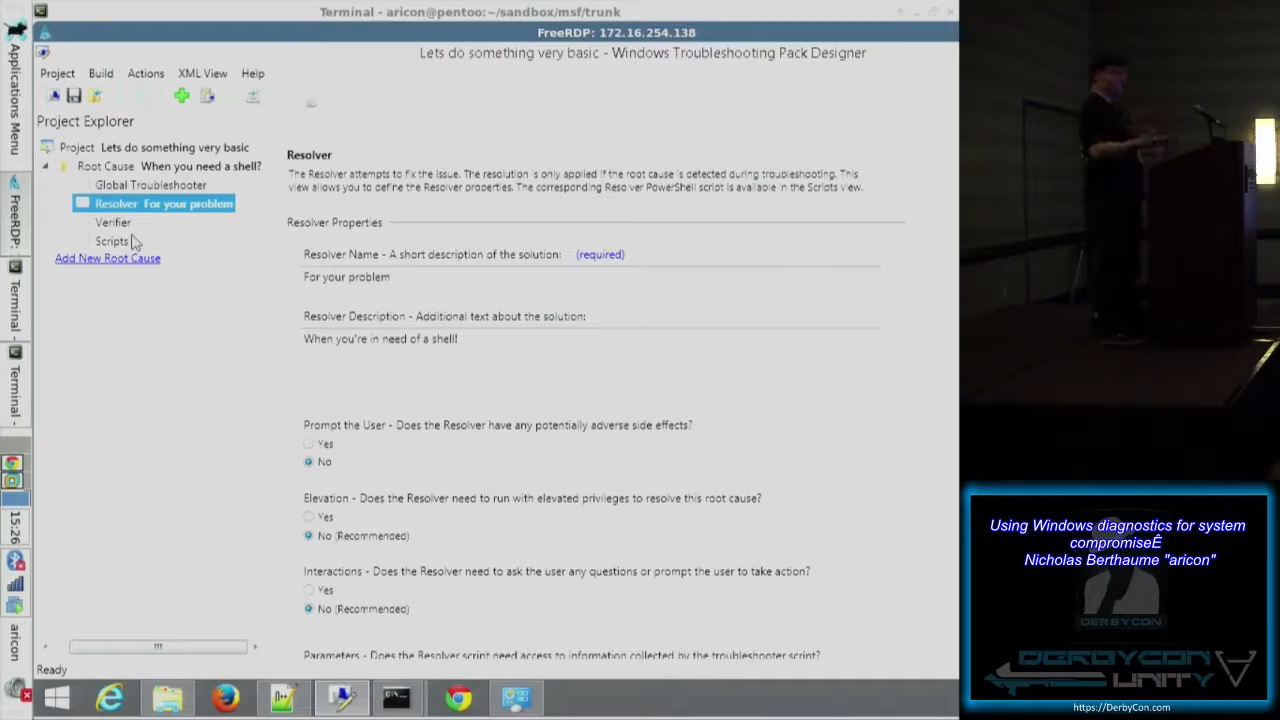 Terminal - aricon@pentoo:~/sandbox/msf/trunk
FreeRDP: 172.16.254.138
Lets do something very basic - Windows Troubleshooting Pack Designer
Project Build Actions XML View Help
Project Explorer
Project Lets do something very basic
Root Cause When you need a shell?
Global Troubleshooter
Resolver For your problem
Verifier
Scripts
Add New Root Cause
Resolver
The Resolver attempts to fix the issue. The resolution is only applied if the root cause is detected during troubleshooting. This
view allows you to define the Resolver properties. The corresponding Resolver PowerShell script is available in the Scripts view.
Resolver Properties
Resolver Name - A short description of the solution: (required)
For your problem
Resolver Description - Additional text about the solution:
When you're in need of a shell!
Prompt the User - Does the Resolver have any potentially adverse side effects?
Yes
No
Elevation - Does the Resolver need to run with elevated privileges to resolve this root cause?
Yes
No (Recommended)
Interactions - Does the Resolver need to ask the user any questions or prompt the user to take action?
Yes
No (Recommended)
Parameters - Does the Resolver script need access to information collected by the troubleshooter script?
Ready
Applications Menu
FreeRDP:
Terminal -
Terminal -
15:26
aricon
Using Windows diagnostics for system
compromiseÊ
Nicholas Berthaume "aricon"
DERBYCON
DERBYCON
UNITY
https://DerbyCon.com